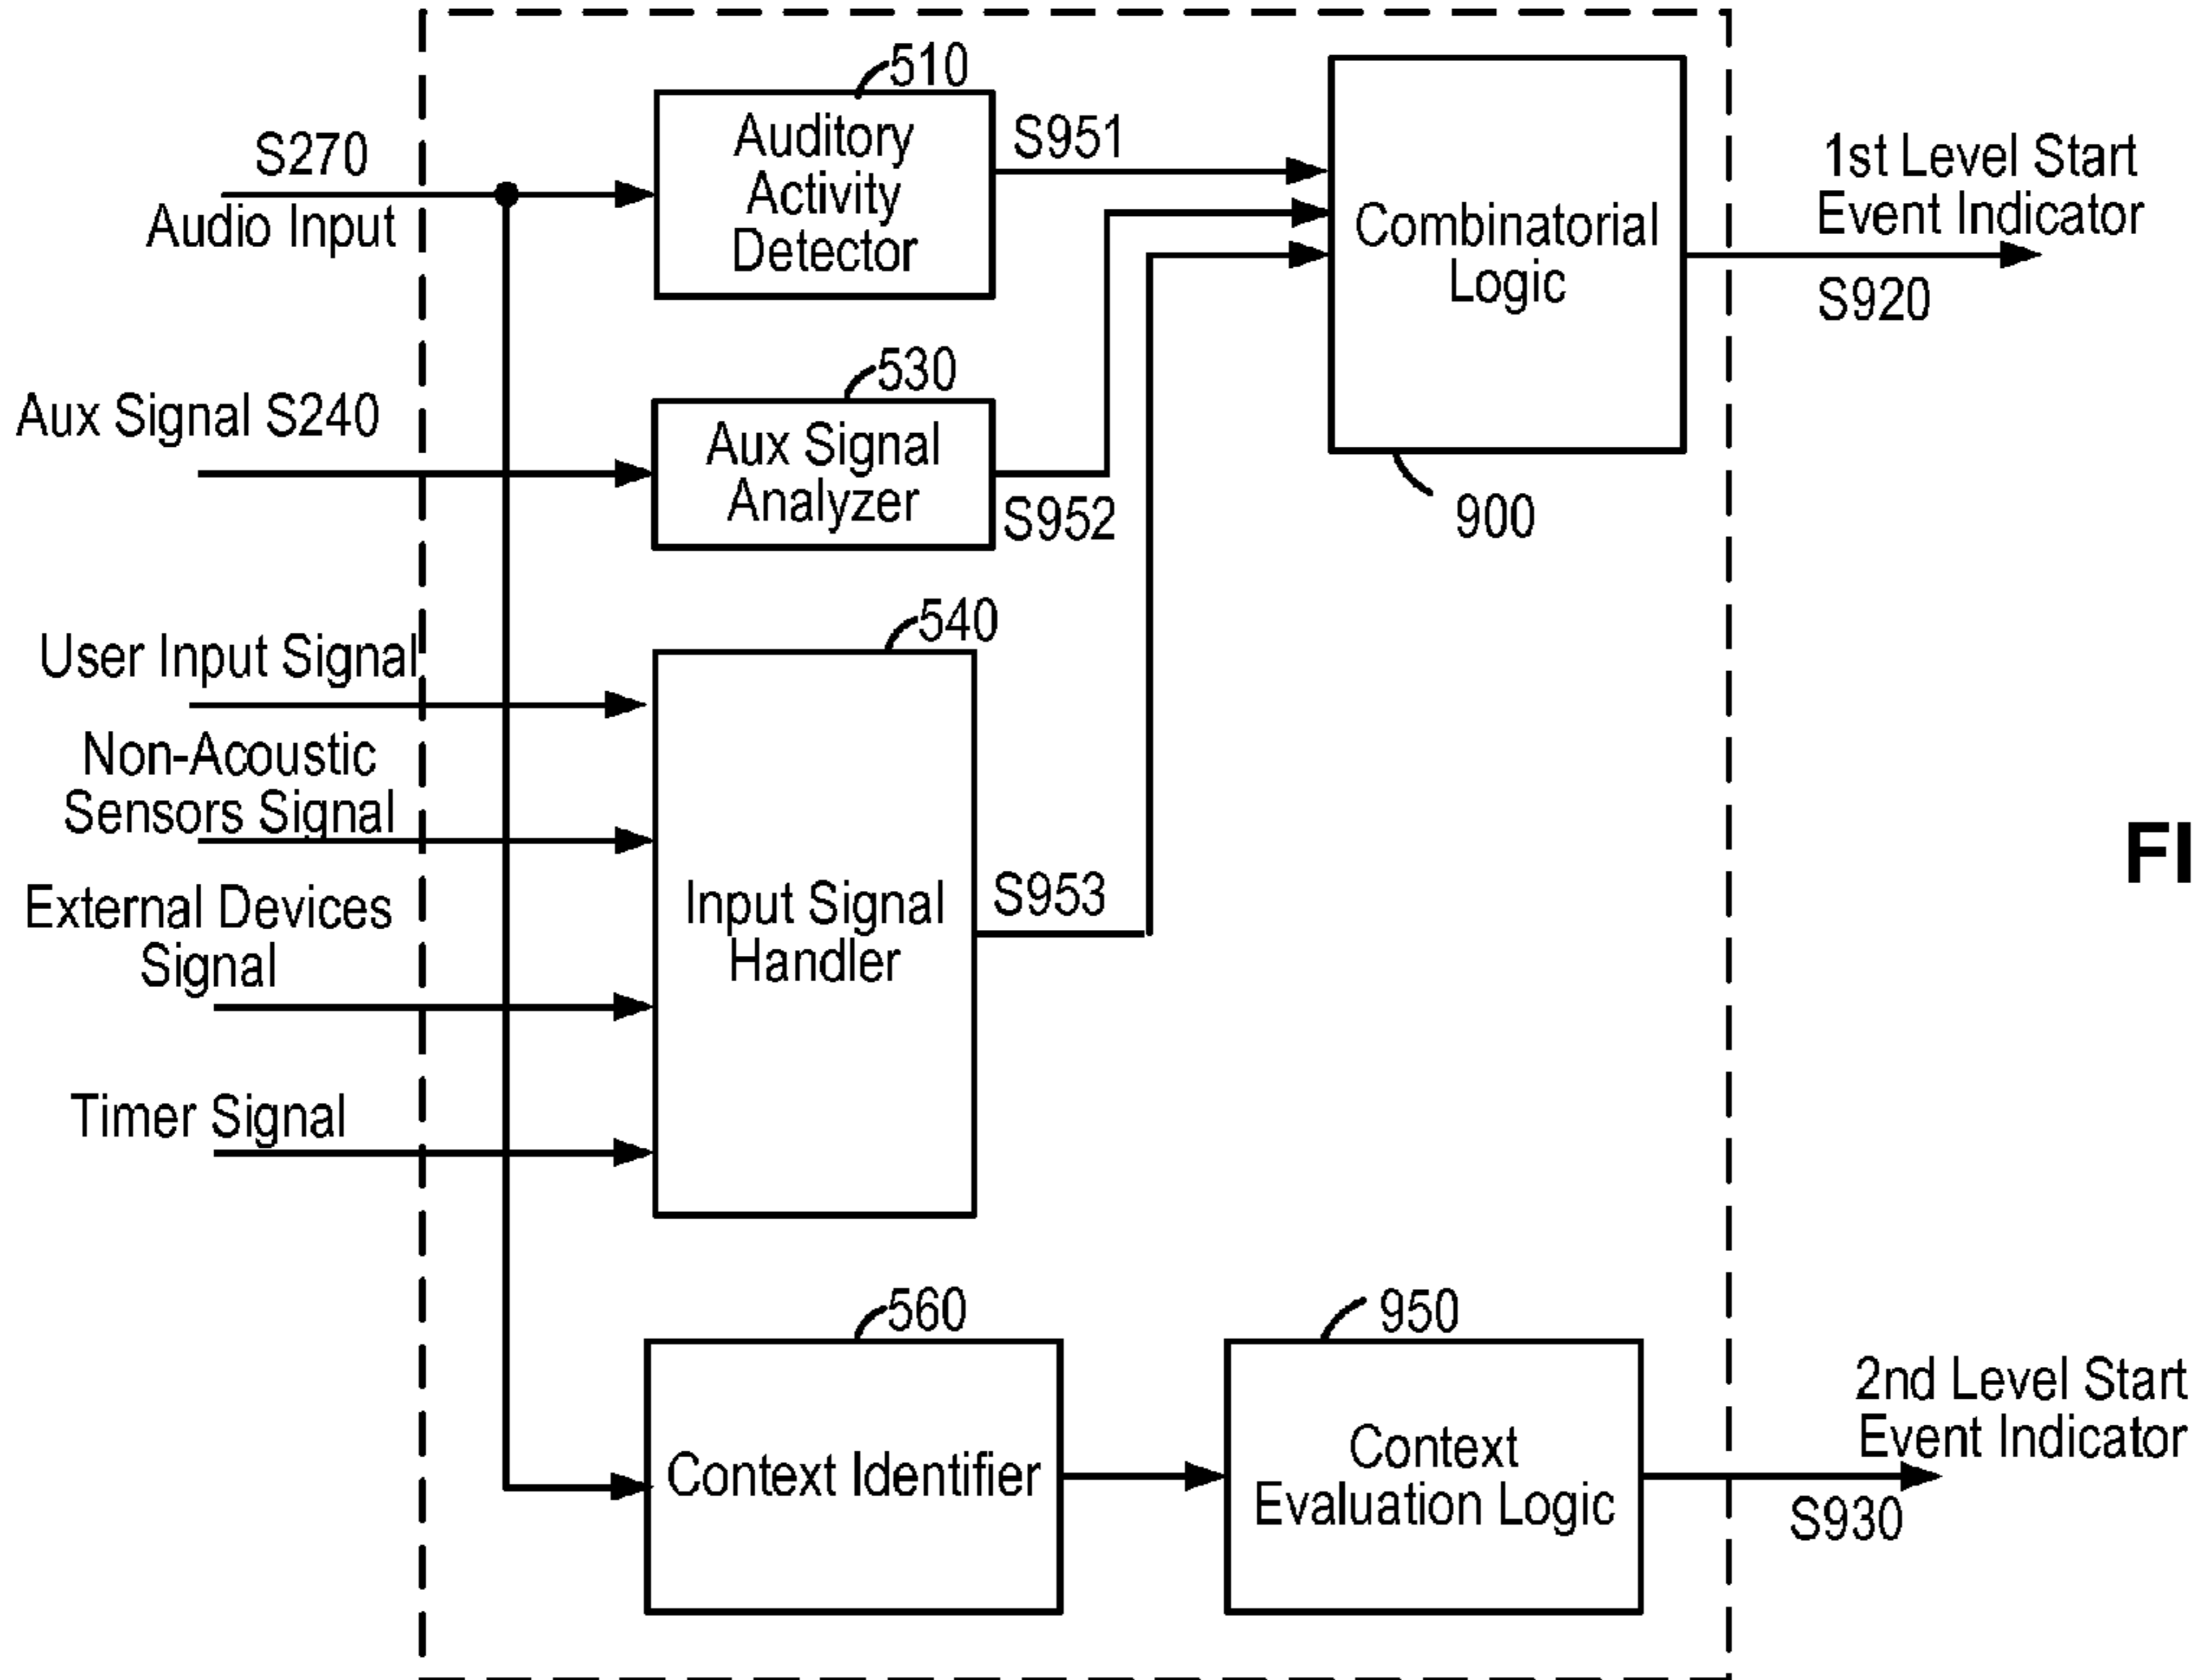 510
Auditory
Activity
Detector
S270
Audio Input
S951
Combinatorial
Logic
900
1st Level Start
Event Indicator
S920
530
Aux Signal S240
Aux Signal
Analyzer
S952
540
User Input Signal
Non-Acoustic
Sensors Signal
External Devices
Signal
Timer Signal
Input Signal
Handler
S953
FI
560
Context Identifier
950
Context
Evaluation Logic
2nd Level Start
Event Indicator
S930